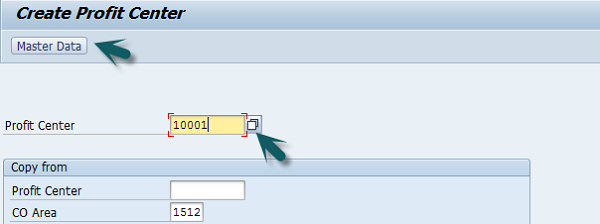 Create Profit Center
Master Data
Profit Center 10001
Copy from
Profit Center
CO Area 1512